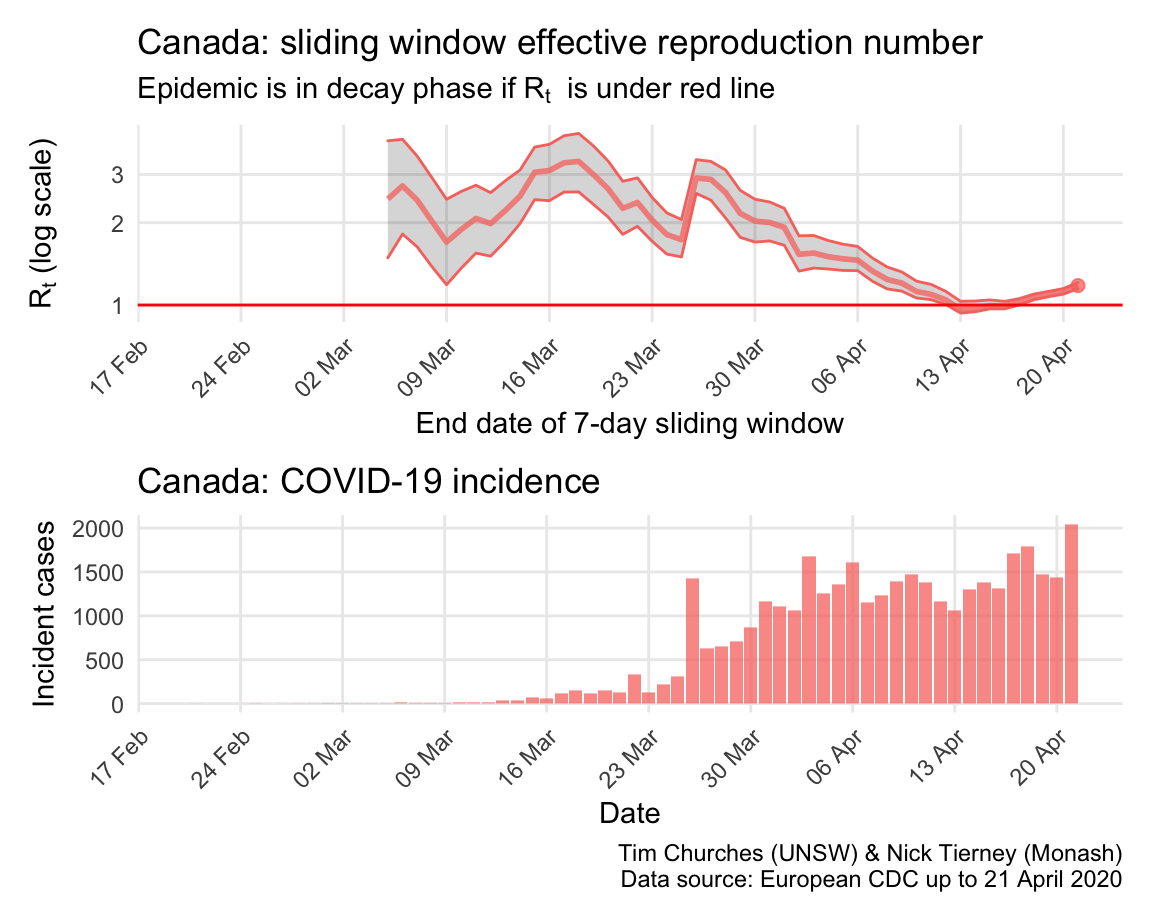 Canada: sliding window effective reproduction number
Epidemic is in decay phase if Rt is under red line
Rt (log scale)
3
2
1
17 Feb
24 Feb
02 Mar
09 Mar
16 Mar
23 Mar
30 Mar
06 Apr
13 Apr
20 Apr
End date of 7-day sliding window
Canada: COVID-19 incidence
Incident cases
2000
1500
1000
500
0
17 Feb
24 Feb
02 Mar
09 Mar
16 Mar
23 Mar
30 Mar
06 Apr
13 Apr
20 Apr
Date
Tim Churches (UNSW) & Nick Tierney (Monash)
Data source: European CDC up to 21 April 2020